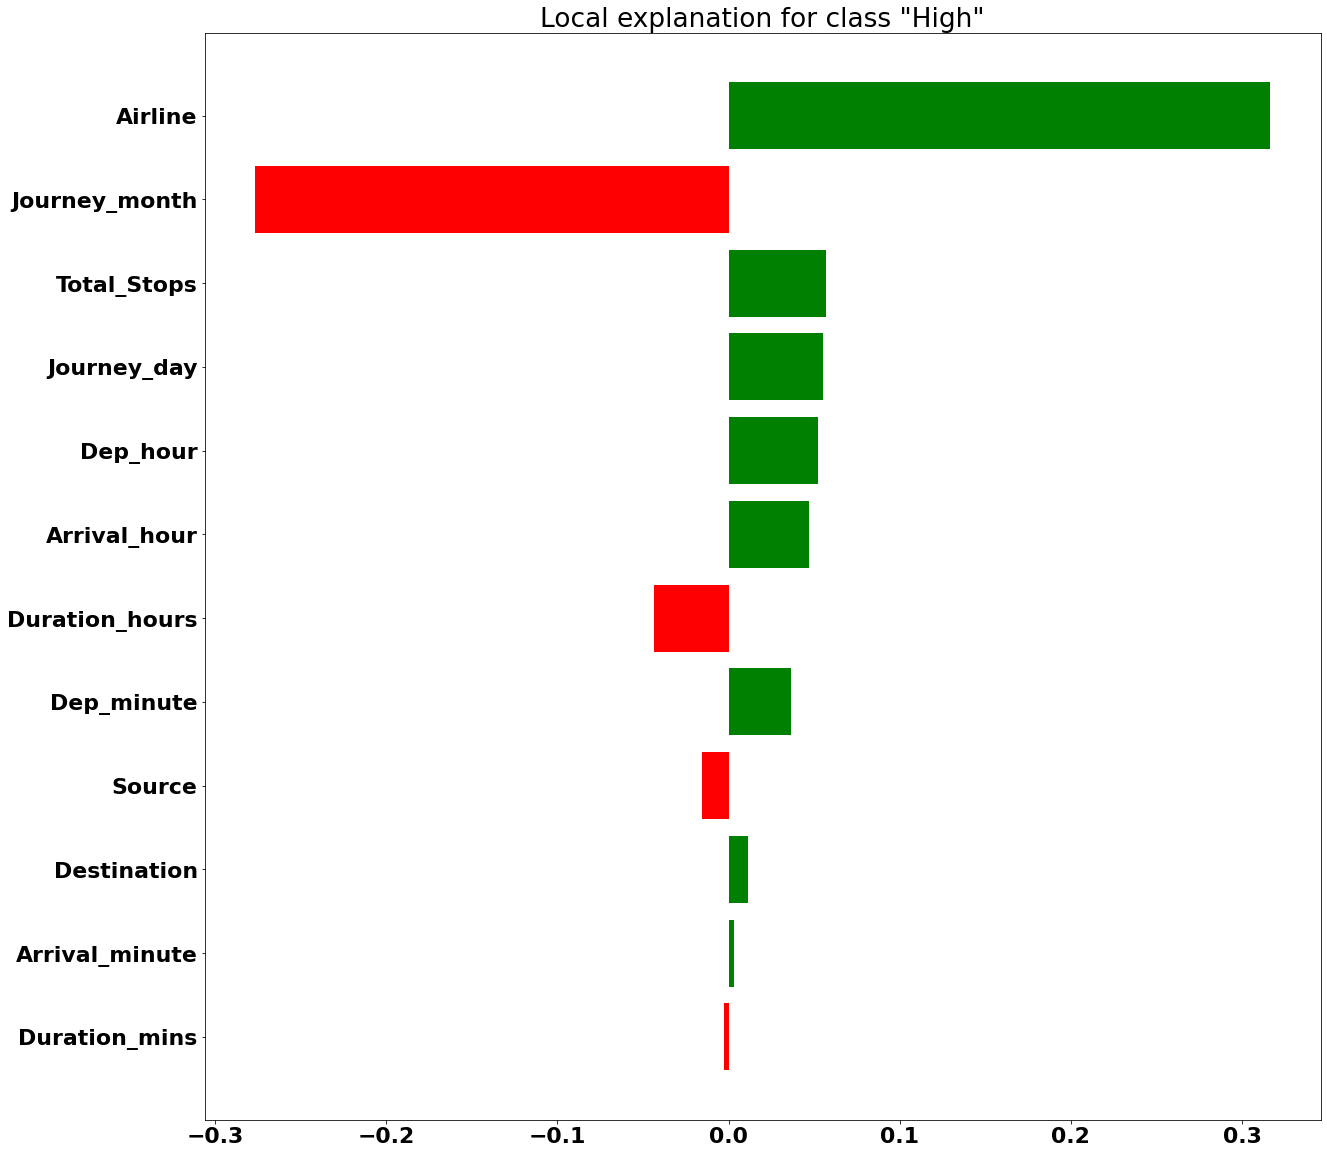 Local explanation for class "High"
Airline
Journey_month
Total_Stops
Journey_day
Dep_hour
Arrival_hour
Duration_hours
Dep_minute
Source
Destination
Arrival_minute
Duration_mins
−0.3 −0.2 −0.1 0.0 0.1 0.2 0.3